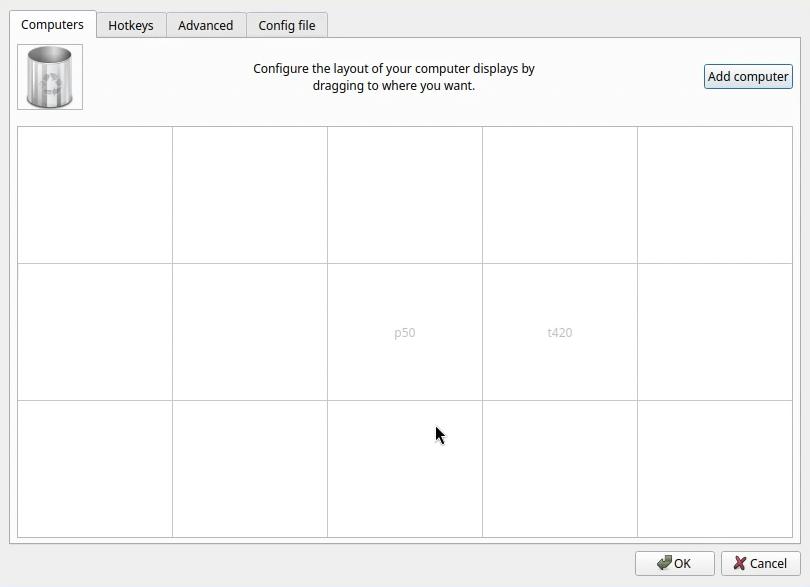 Computers
Hotkeys
Advanced
Config file
Configure the layout of your computer displays by
dragging to where you want.
Add computer
p50
t420
OK
Cancel